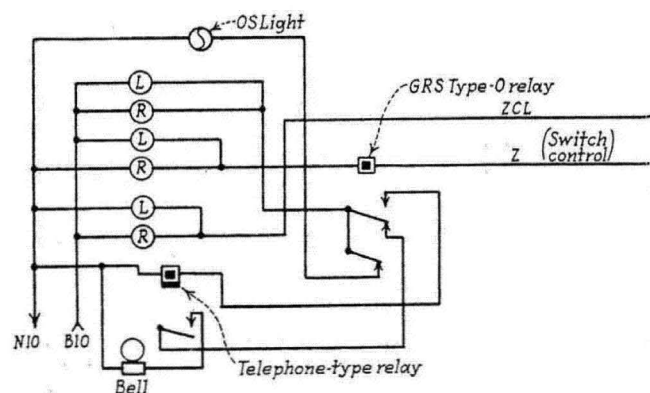 OS Light
L
GRS Type-O relay
R
ZCL
L
R
Z (Switch control)
L
R
N10
B10
Bell
Telephone-type relay